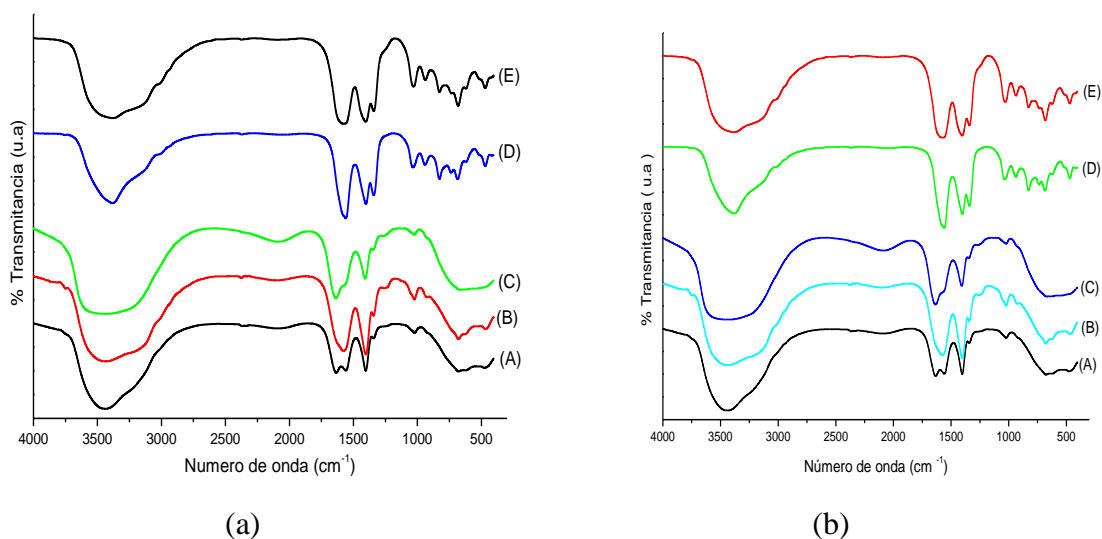 % Transmitancia (u.a)
(E)
(D)
(C)
(B)
(A)
4000 3500 3000 2500 2000 1500 1000 500
Numero de onda (cm⁻¹)
(a)
% Transmitancia ( u.a )
(E)
(D)
(C)
(B)
(A)
4000 3500 3000 2500 2000 1500 1000 500
Número de onda (cm⁻¹)
(b)